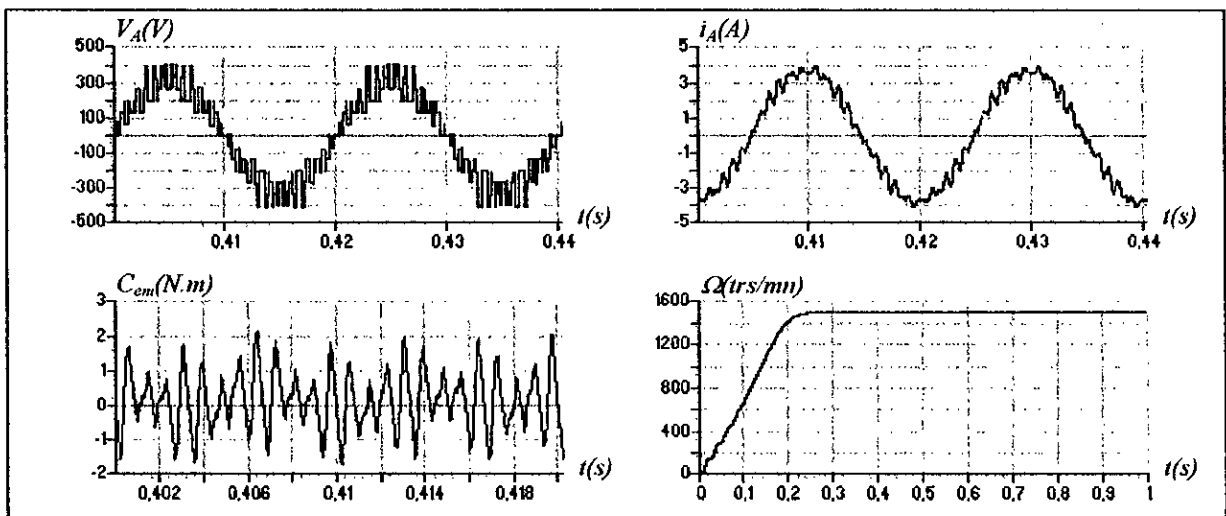 V_A(V)
500
300
100
-100
-300
-500
0,41 0,42 0,43 0,44
t(s)
i_A(A)
5
3
1
-1
-3
-5
0,41 0,42 0,43 0,44
t(s)
C_em(N.m)
3
2
1
0
-1
-2
0,402 0,406 0,41 0,414 0,418
t(s)
Ω(trs/mn)
1600
1200
800
400
0
0 0,1 0,2 0,3 0,4 0,5 0,6 0,7 0,8 0,9 1
t(s)